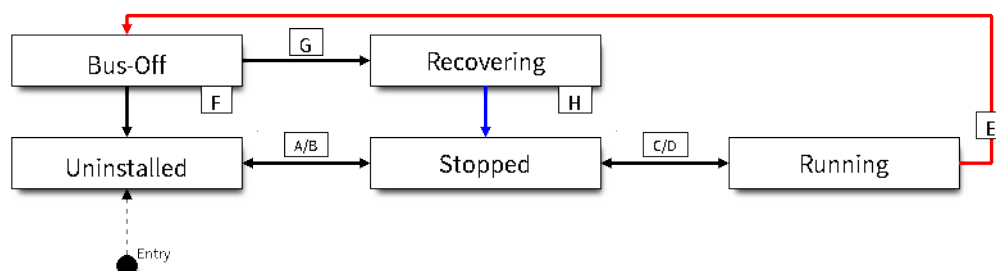 G
Bus-Off
Recovering
F
H
E
A/B
C/D
Uninstalled
Stopped
Running
Entry